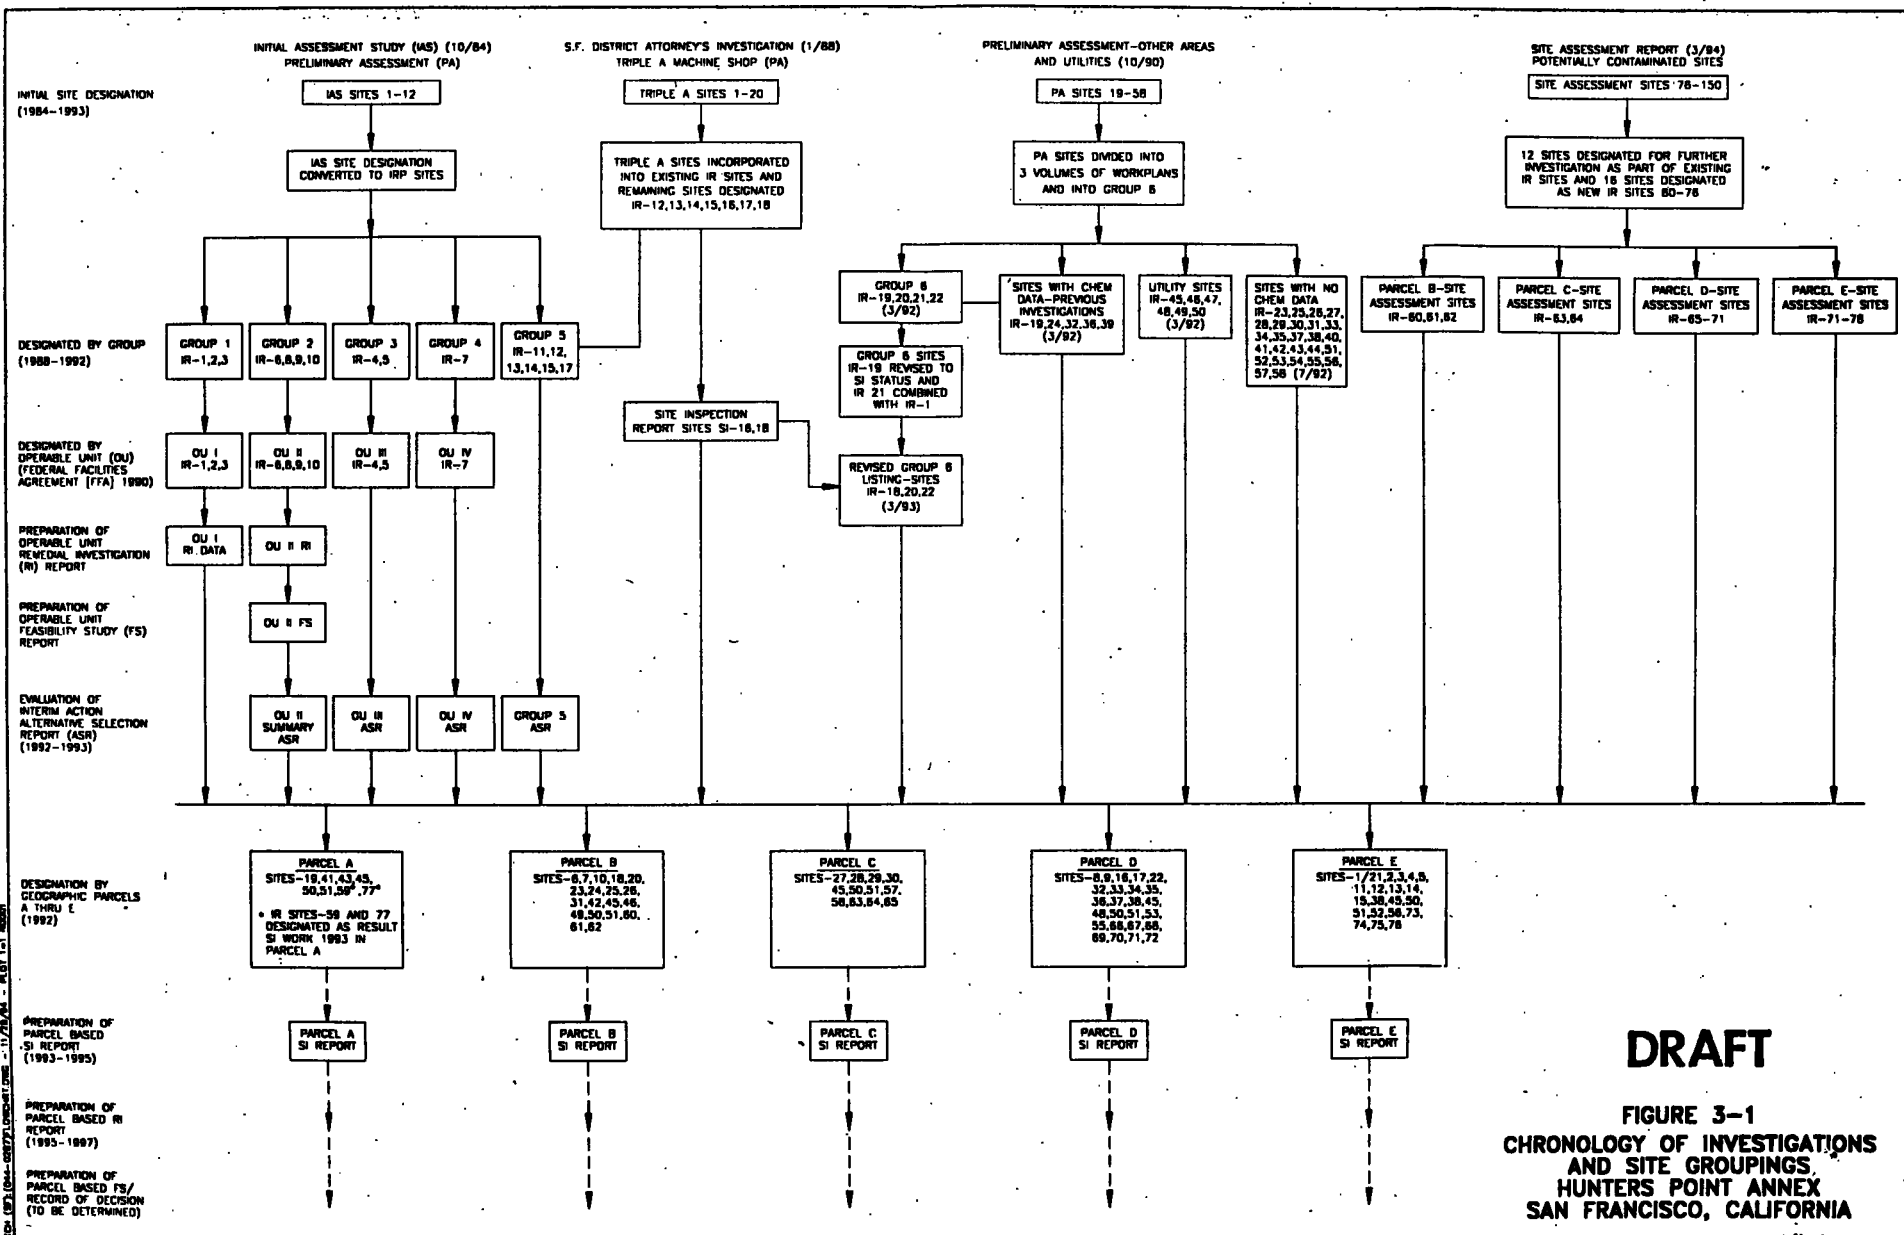 INITIAL ASSESSMENT STUDY (IAS) (10/84)
PRELIMINARY ASSESSMENT (PA)
S.F. DISTRICT ATTORNEY'S INVESTIGATION (1/88)
TRIPLE A MACHINE SHOP (PA)
PRELIMINARY ASSESSMENT-OTHER AREAS
AND UTILITIES (10/90)
SITE ASSESSMENT REPORT (3/94)
POTENTIALLY CONTAMINATED SITES
INITIAL SITE DESIGNATION
(1984-1993)
IAS SITES 1-12
TRIPLE A SITES 1-20
PA SITES 19-58
SITE ASSESSMENT SITES 76-150
IAS SITE DESIGNATION
CONVERTED TO IRP SITES
TRIPLE A SITES INCORPORATED
INTO EXISTING IR SITES AND
REMAINING SITES DESIGNATED
IR-12,13,14,15,16,17,18
PA SITES DIVIDED INTO
3 VOLUMES OF WORKPLANS
AND INTO GROUP 6
12 SITES DESIGNATED FOR FURTHER
INVESTIGATION AS PART OF EXISTING
IR SITES AND 16 SITES DESIGNATED
AS NEW IR SITES 60-76
DESIGNATED BY GROUP
(1988-1992)
GROUP 1
IR-1,2,3
GROUP 2
IR-6,8,9,10
GROUP 3
IR-4,5
GROUP 4
IR-7
GROUP 5
IR-11,12,
13,14,15,17
GROUP 6
IR-19,20,21,22
(3/92)
SITES WITH CHEM
DATA-PREVIOUS
INVESTIGATIONS
IR-19,24,32,36,39
(3/92)
UTILITY SITES
IR-45,46,47,
48,49,50
(3/92)
SITES WITH NO
CHEM DATA
IR-23,25,26,27,
28,29,30,31,33,
34,35,37,38,40,
41,42,43,44,51,
52,53,54,55,56,
57,58 (7/92)
PARCEL B-SITE
ASSESSMENT SITES
IR-60,61,62
PARCEL C-SITE
ASSESSMENT SITES
IR-63,64
PARCEL D-SITE
ASSESSMENT SITES
IR-65-71
PARCEL E-SITE
ASSESSMENT SITES
IR-71-76
GROUP 6 SITES
IR-19 REVISED TO
SI STATUS AND
IR 21 COMBINED
WITH IR-1
SITE INSPECTION
REPORT SITES SI-16,18
DESIGNATED BY
OPERABLE UNIT (OU)
(FEDERAL FACILITIES
AGREEMENT [FFA] 1990)
OU I
IR-1,2,3
OU II
IR-6,8,9,10
OU III
IR-4,5
OU IV
IR-7
REVISED GROUP 6
LISTING-SITES
IR-18,20,22
(3/93)
PREPARATION OF
OPERABLE UNIT
REMEDIAL INVESTIGATION
(RI) REPORT
OU I
RI DATA
OU II RI
PREPARATION OF
OPERABLE UNIT
FEASIBILITY STUDY (FS)
REPORT
OU II FS
EVALUATION OF
INTERIM ACTION
ALTERNATIVE SELECTION
REPORT (ASR)
(1992-1993)
OU II
SUMMARY
ASR
OU III
ASR
OU IV
ASR
GROUP 5
ASR
DESIGNATION BY
GEOGRAPHIC PARCELS
A THRU E
(1992)
PARCEL A
SITES-19,41,43,45,
50,51,59*,77*
* IR SITES-59 AND 77
DESIGNATED AS RESULT
SI WORK 1993 IN
PARCEL A
PARCEL B
SITES-6,7,10,18,20,
23,24,25,26,
31,42,45,46,
49,50,51,60,
61,62
PARCEL C
SITES-27,28,29,30,
45,50,51,57,
58,63,64,65
PARCEL D
SITES-8,9,16,17,22,
32,33,34,35,
36,37,38,45,
48,50,51,53,
55,66,67,68,
69,70,71,72
PARCEL E
SITES-1/21,2,3,4,5,
11,12,13,14,
15,38,45,50,
51,52,56,73,
74,75,76
PREPARATION OF
PARCEL BASED
SI REPORT
(1993-1995)
PARCEL A
SI REPORT
PARCEL B
SI REPORT
PARCEL C
SI REPORT
PARCEL D
SI REPORT
PARCEL E
SI REPORT
PREPARATION OF
PARCEL BASED RI
REPORT
(1995-1997)
PREPARATION OF
PARCEL BASED FS/
RECORD OF DECISION
(TO BE DETERMINED)
DRAFT
FIGURE 3-1
CHRONOLOGY OF INVESTIGATIONS
AND SITE GROUPINGS,
HUNTERS POINT ANNEX
SAN FRANCISCO, CALIFORNIA